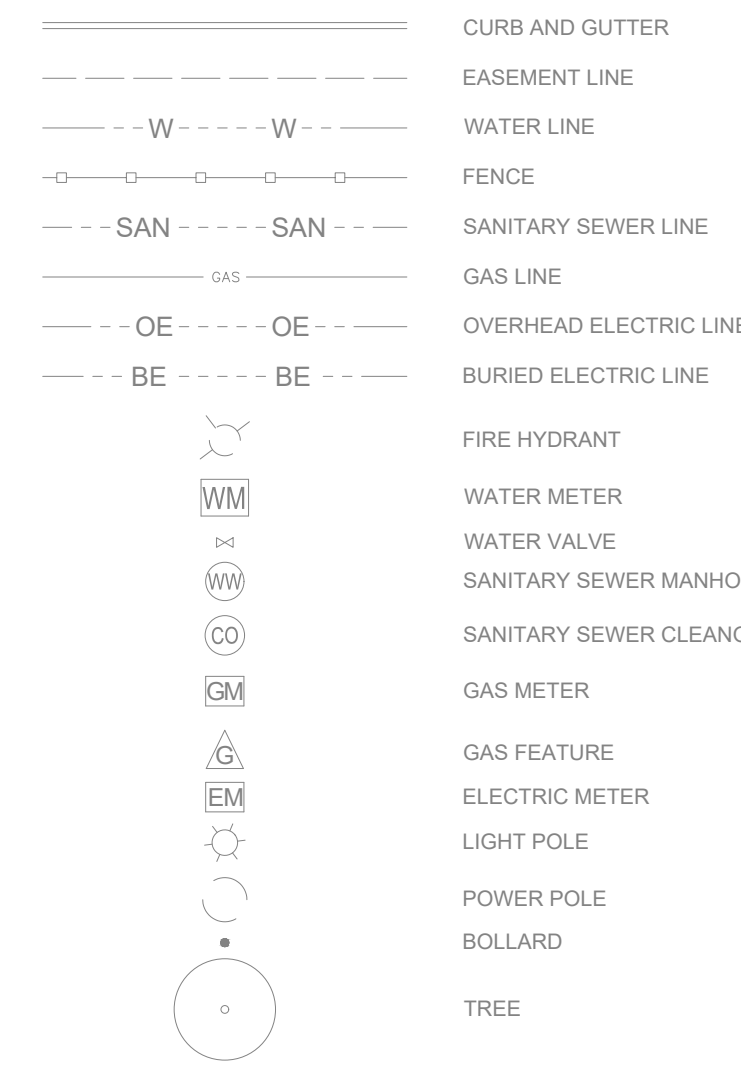 CURB AND GUTTER
EASEMENT LINE
W W WATER LINE
FENCE
SAN SAN SANITARY SEWER LINE
GAS GAS LINE
OE OE OVERHEAD ELECTRIC LINE
BE BE BURIED ELECTRIC LINE
FIRE HYDRANT
WM WATER METER
WATER VALVE
WW SANITARY SEWER MANHO
CO SANITARY SEWER CLEANO
GM GAS METER
G GAS FEATURE
EM ELECTRIC METER
LIGHT POLE
POWER POLE
BOLLARD
TREE